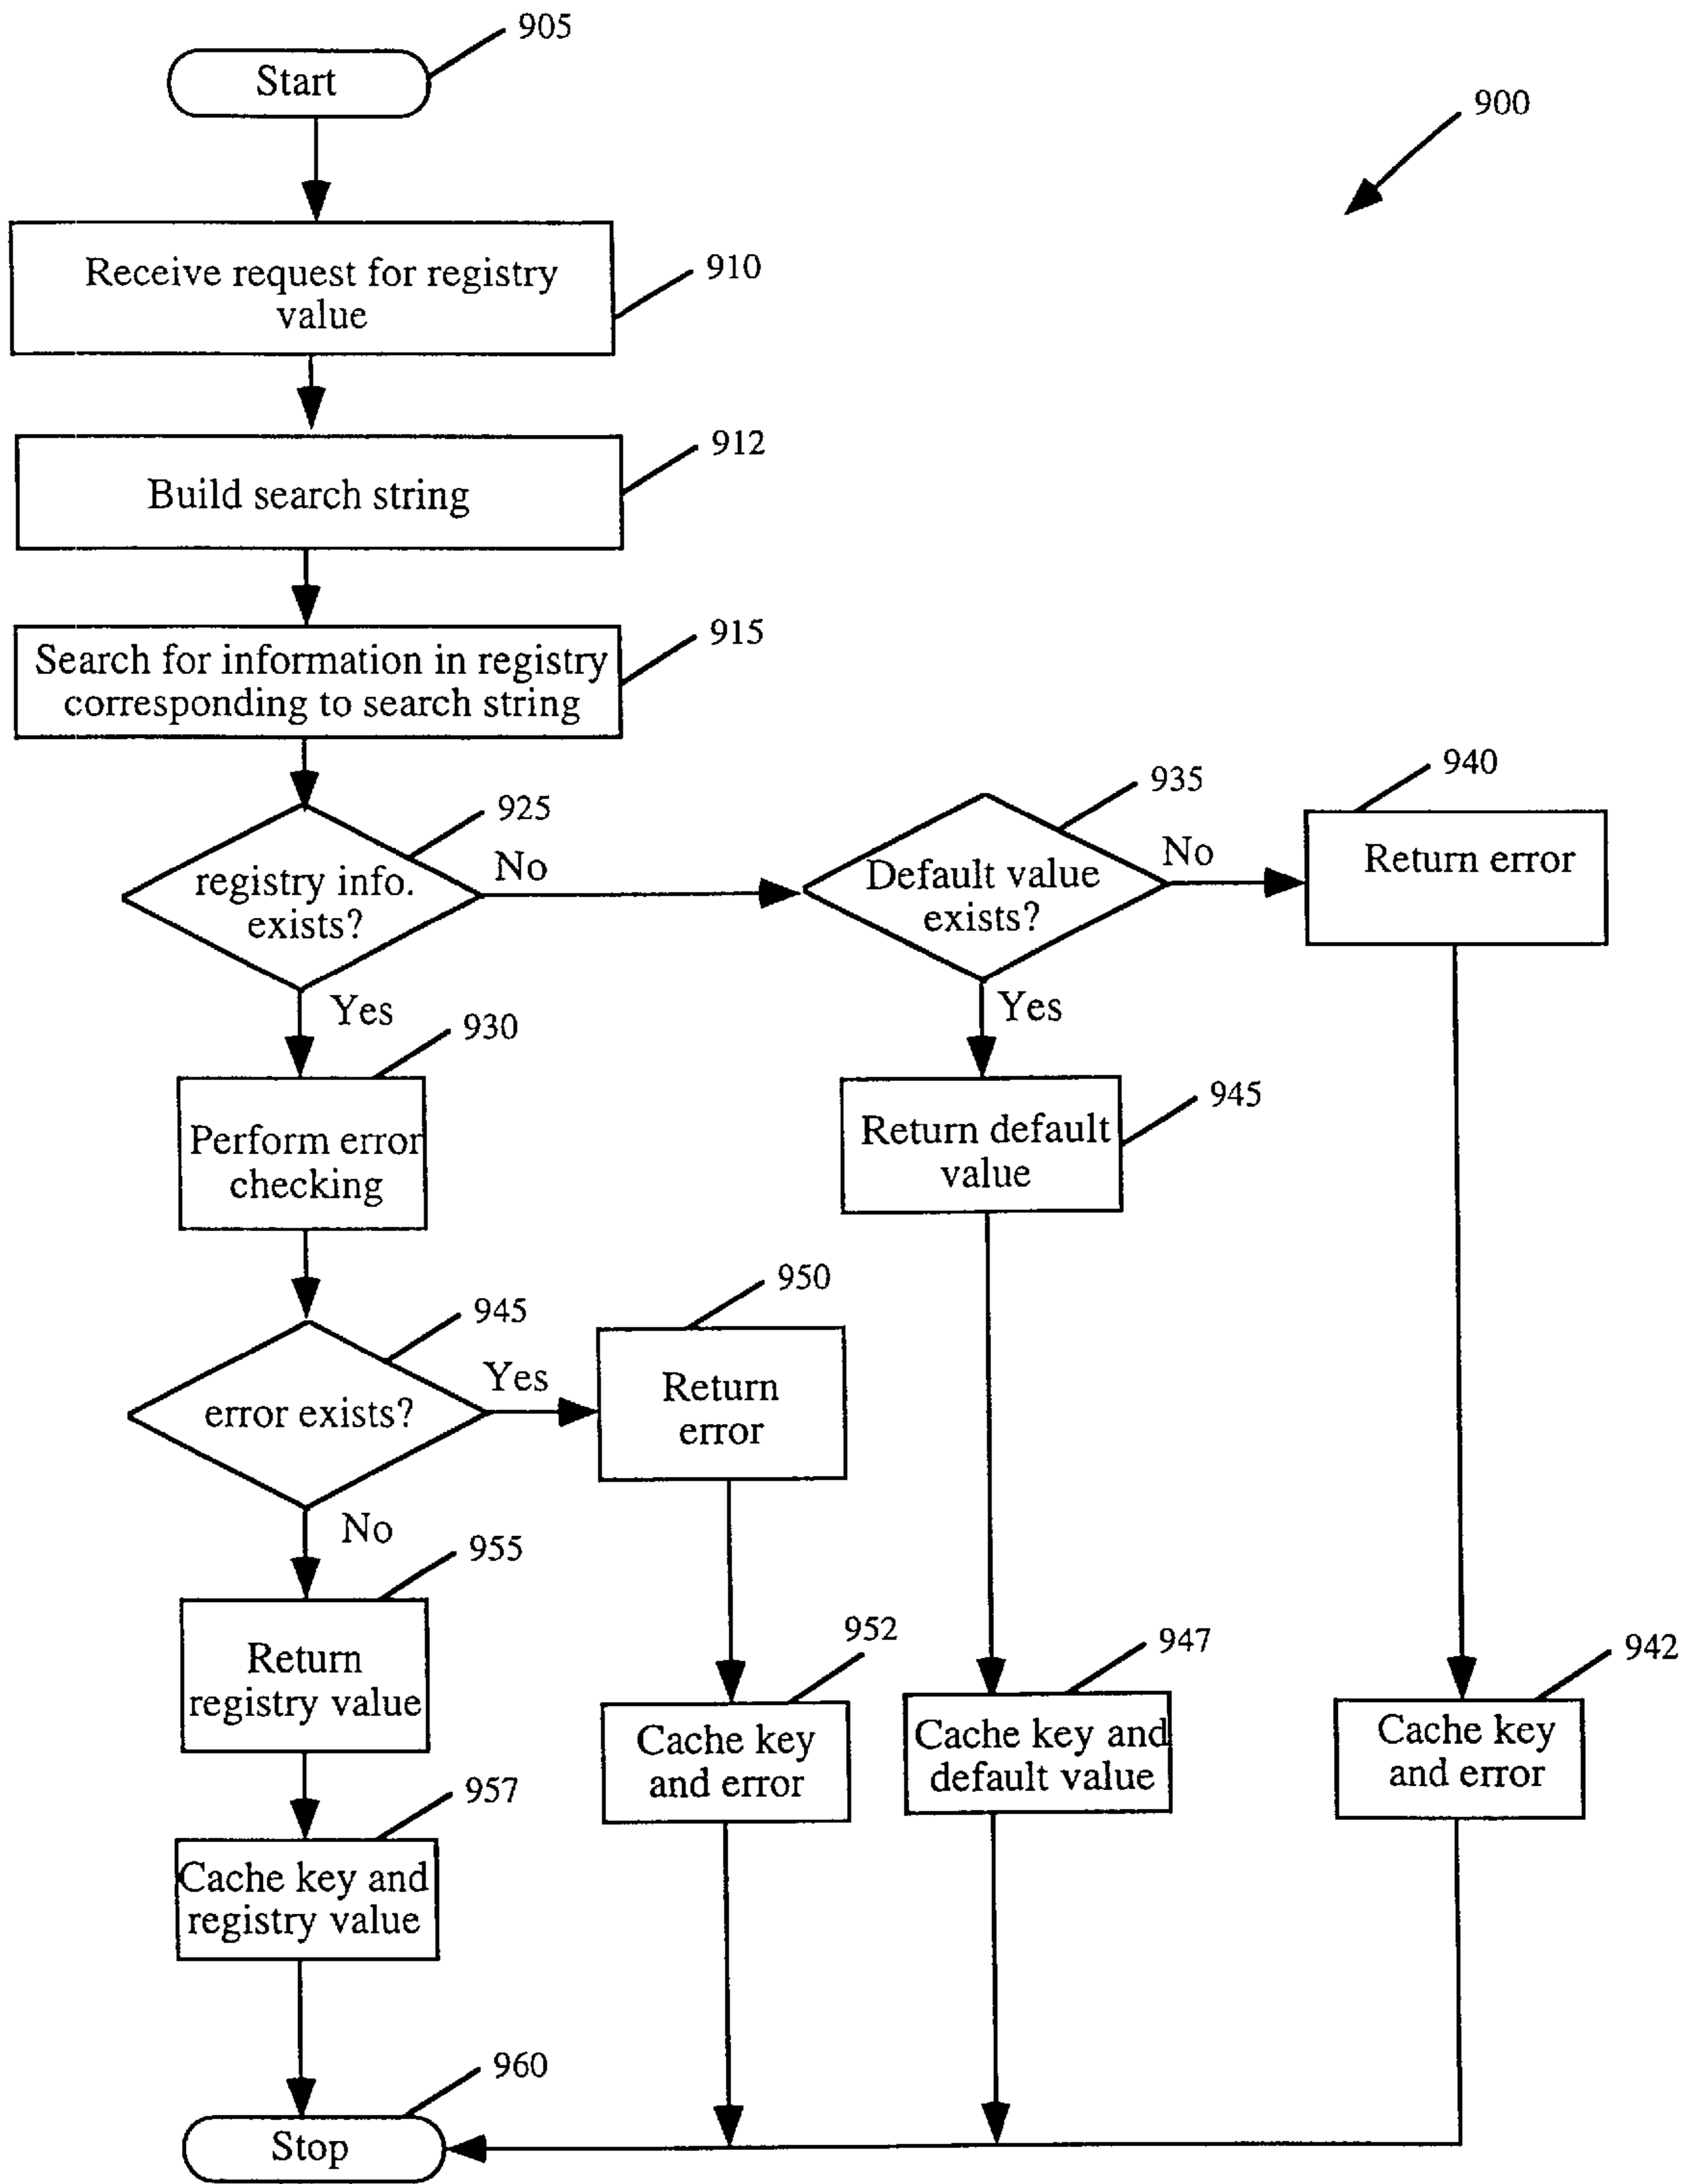 905
Start
900
Receive request for registry
value
910
912
Build search string
915
Search for information in registry
corresponding to search string
925
registry info.
exists?
No
935
Default value
exists?
No
940
Return error
Yes
930
Perform error
checking
Yes
945
Return default
value
945
error exists?
Yes
950
Return
error
No
955
Return
registry value
952
Cache key
and error
947
Cache key and
default value
942
Cache key
and error
957
Cache key and
registry value
960
Stop